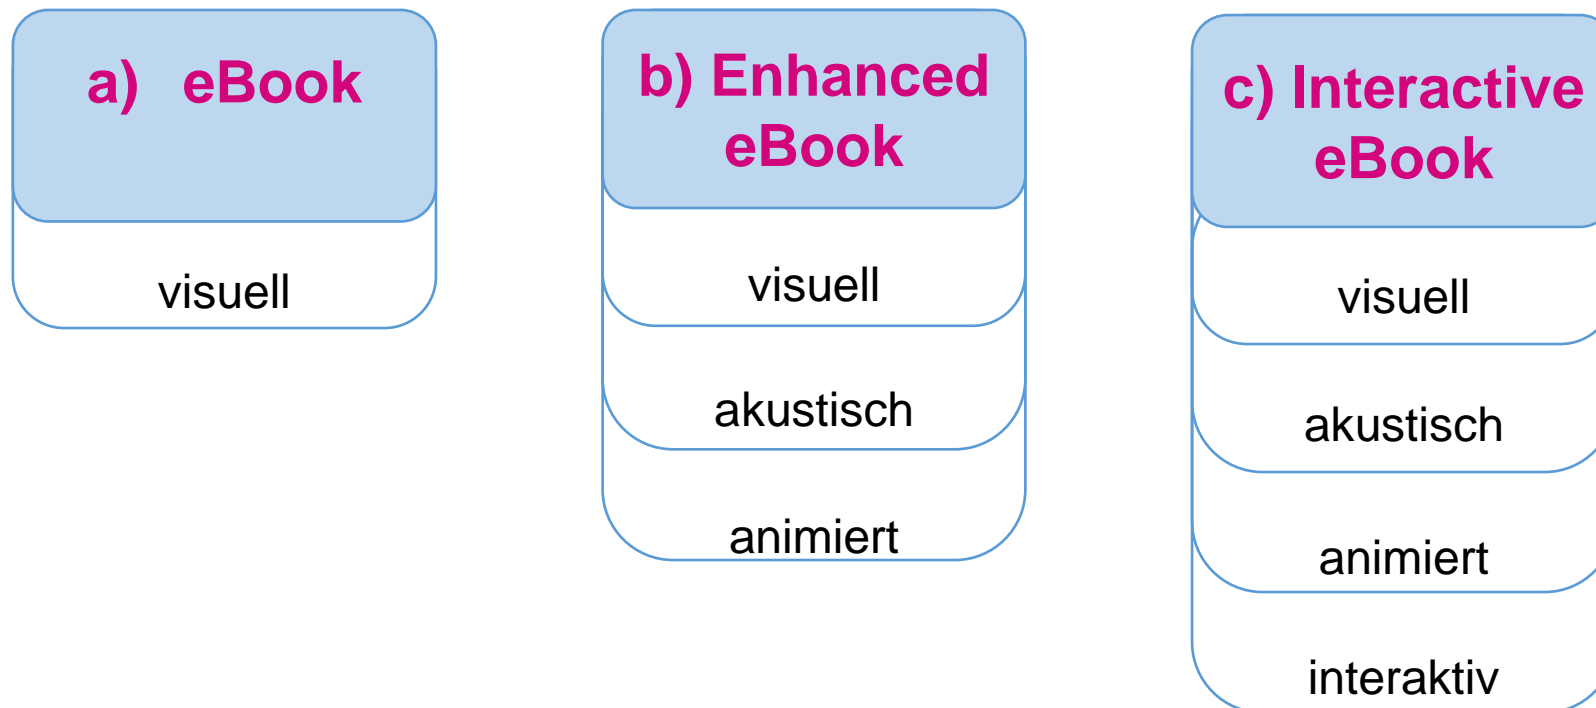 a) eBook
visuell
b) Enhanced
eBook
visuell
akustisch
animiert
c) Interactive
eBook
visuell
akustisch
animiert
interaktiv